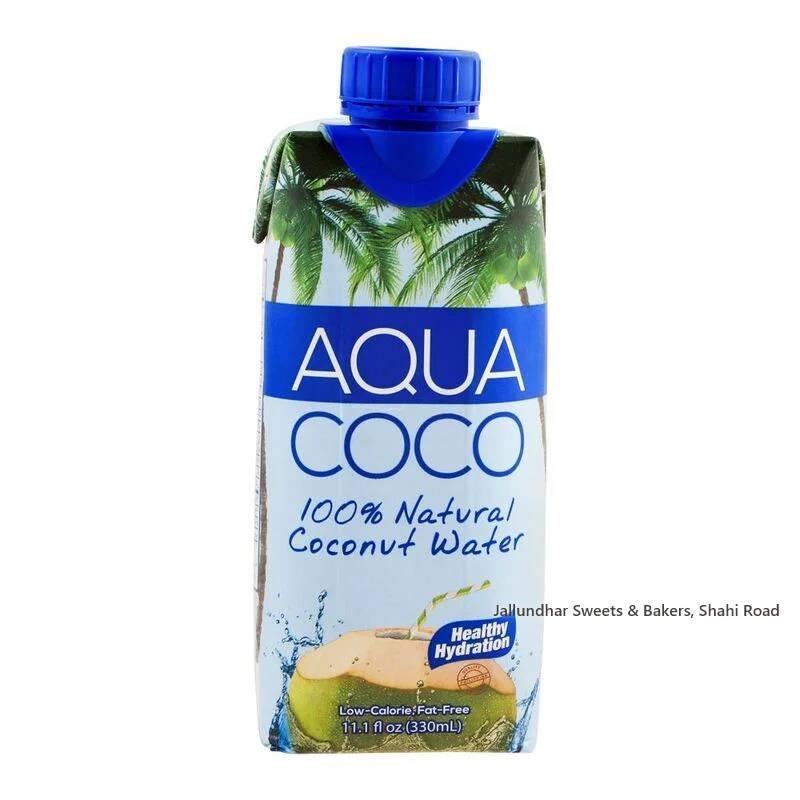 AQUA
COCO
100% Natural
Coconut Water
Jallundhar Sweets & Bakers, Shahi Road
Healthy
Hydration
Low-Calorie, Fat-Free
11.1 fl oz (330mL)